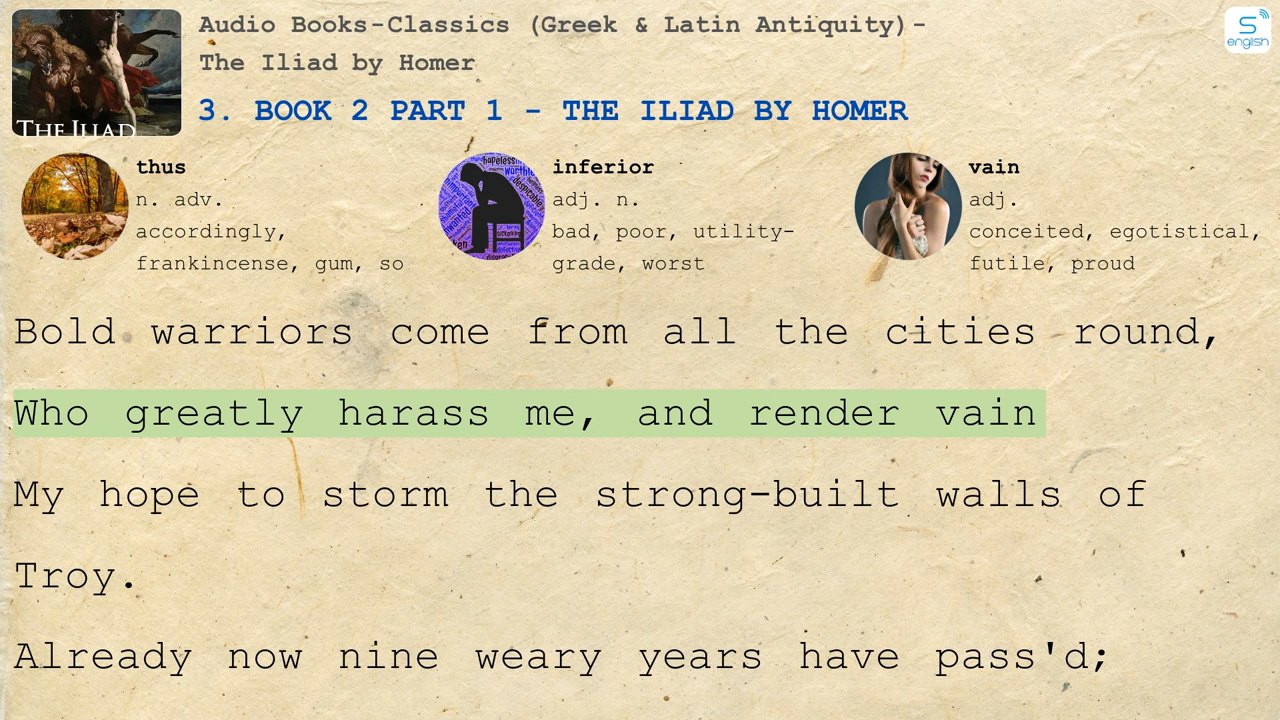 Audio Books-Classics (Greek & Latin Antiquity)-
The Iliad by Homer
3. BOOK 2 PART 1 - THE ILIAD BY HOMER
THE ILIAD
S
english
thus
n. adv.
accordingly,
frankincense, gum, so
inferior
adj. n.
bad, poor, utility-
grade, worst
hopeless
vain
adj.
conceited, egotistical,
futile, proud
Bold warriors come from all the cities round,
Who greatly harass me, and render vain
My hope to storm the strong-built walls of
Troy.
Already now nine weary years have pass'd;